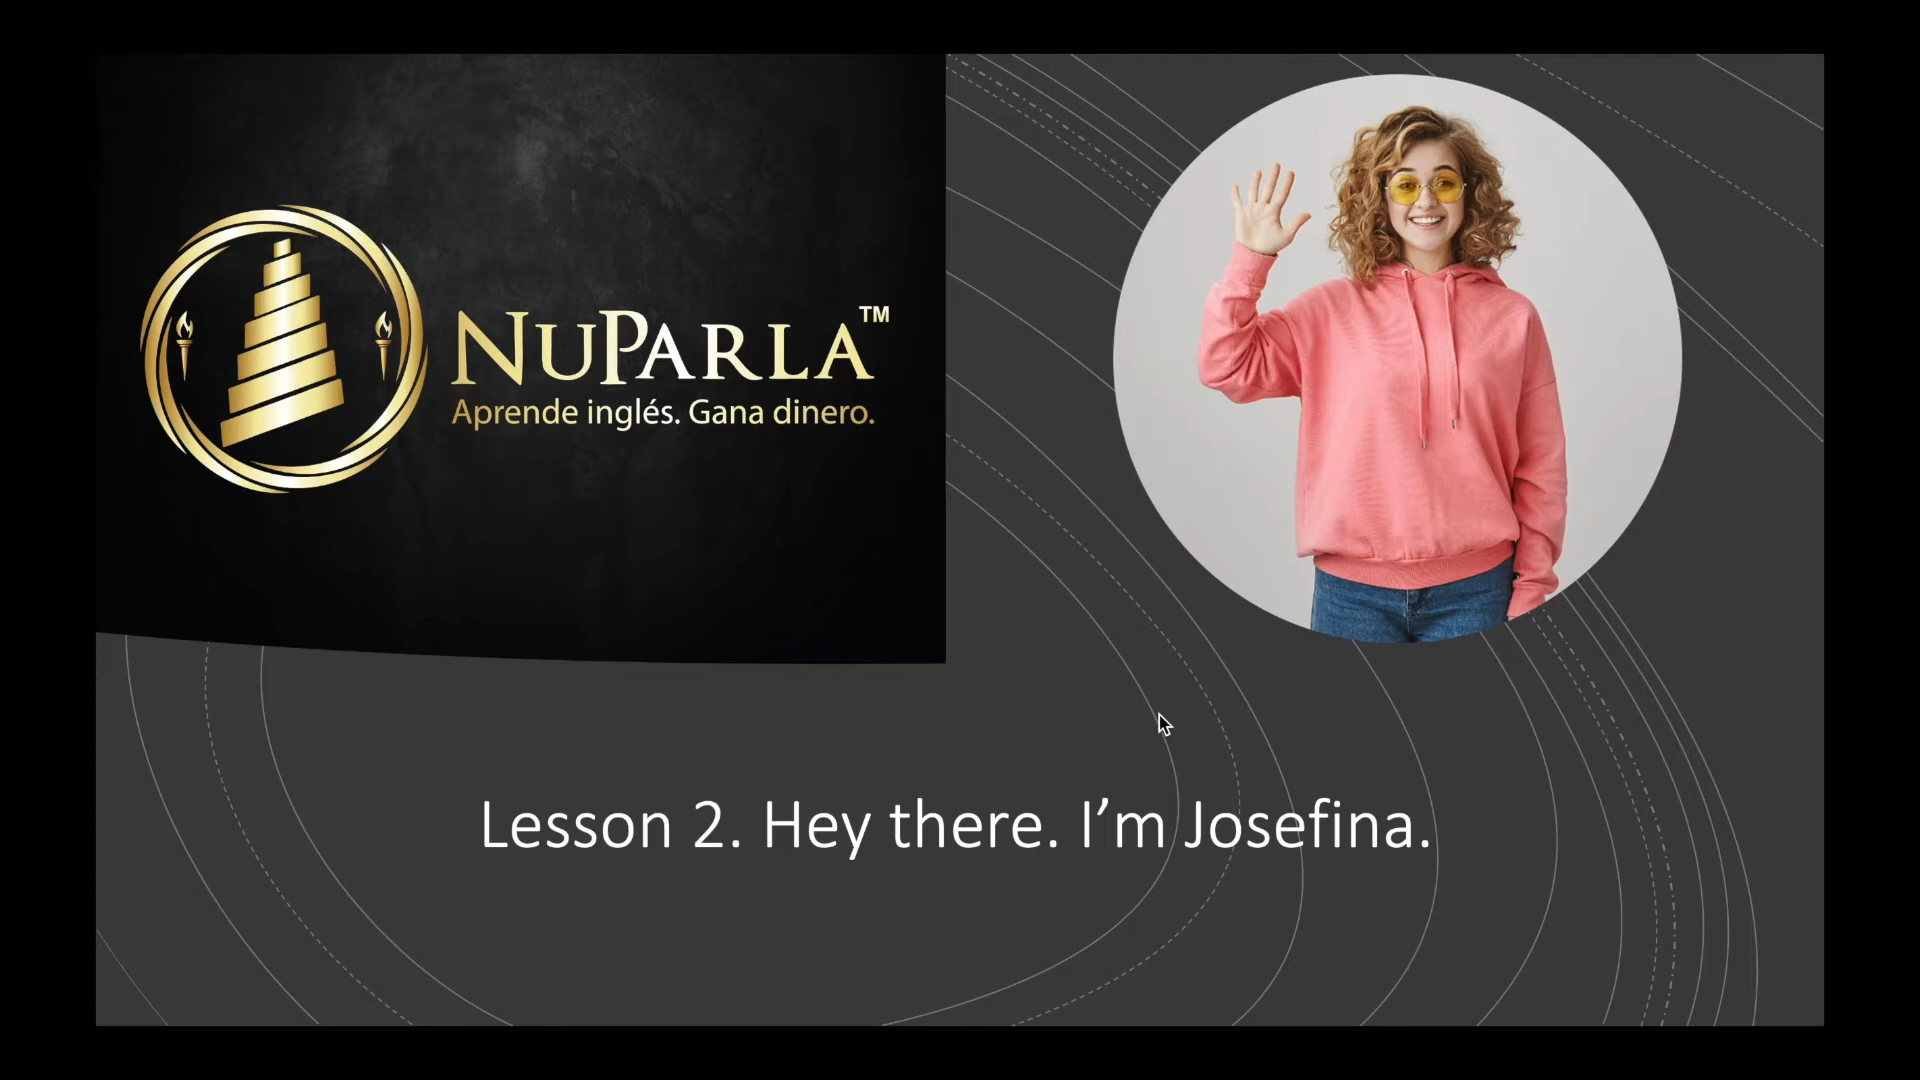 NUPARLA™
Aprende inglés. Gana dinero.
Lesson 2. Hey there. I’m Josefina.